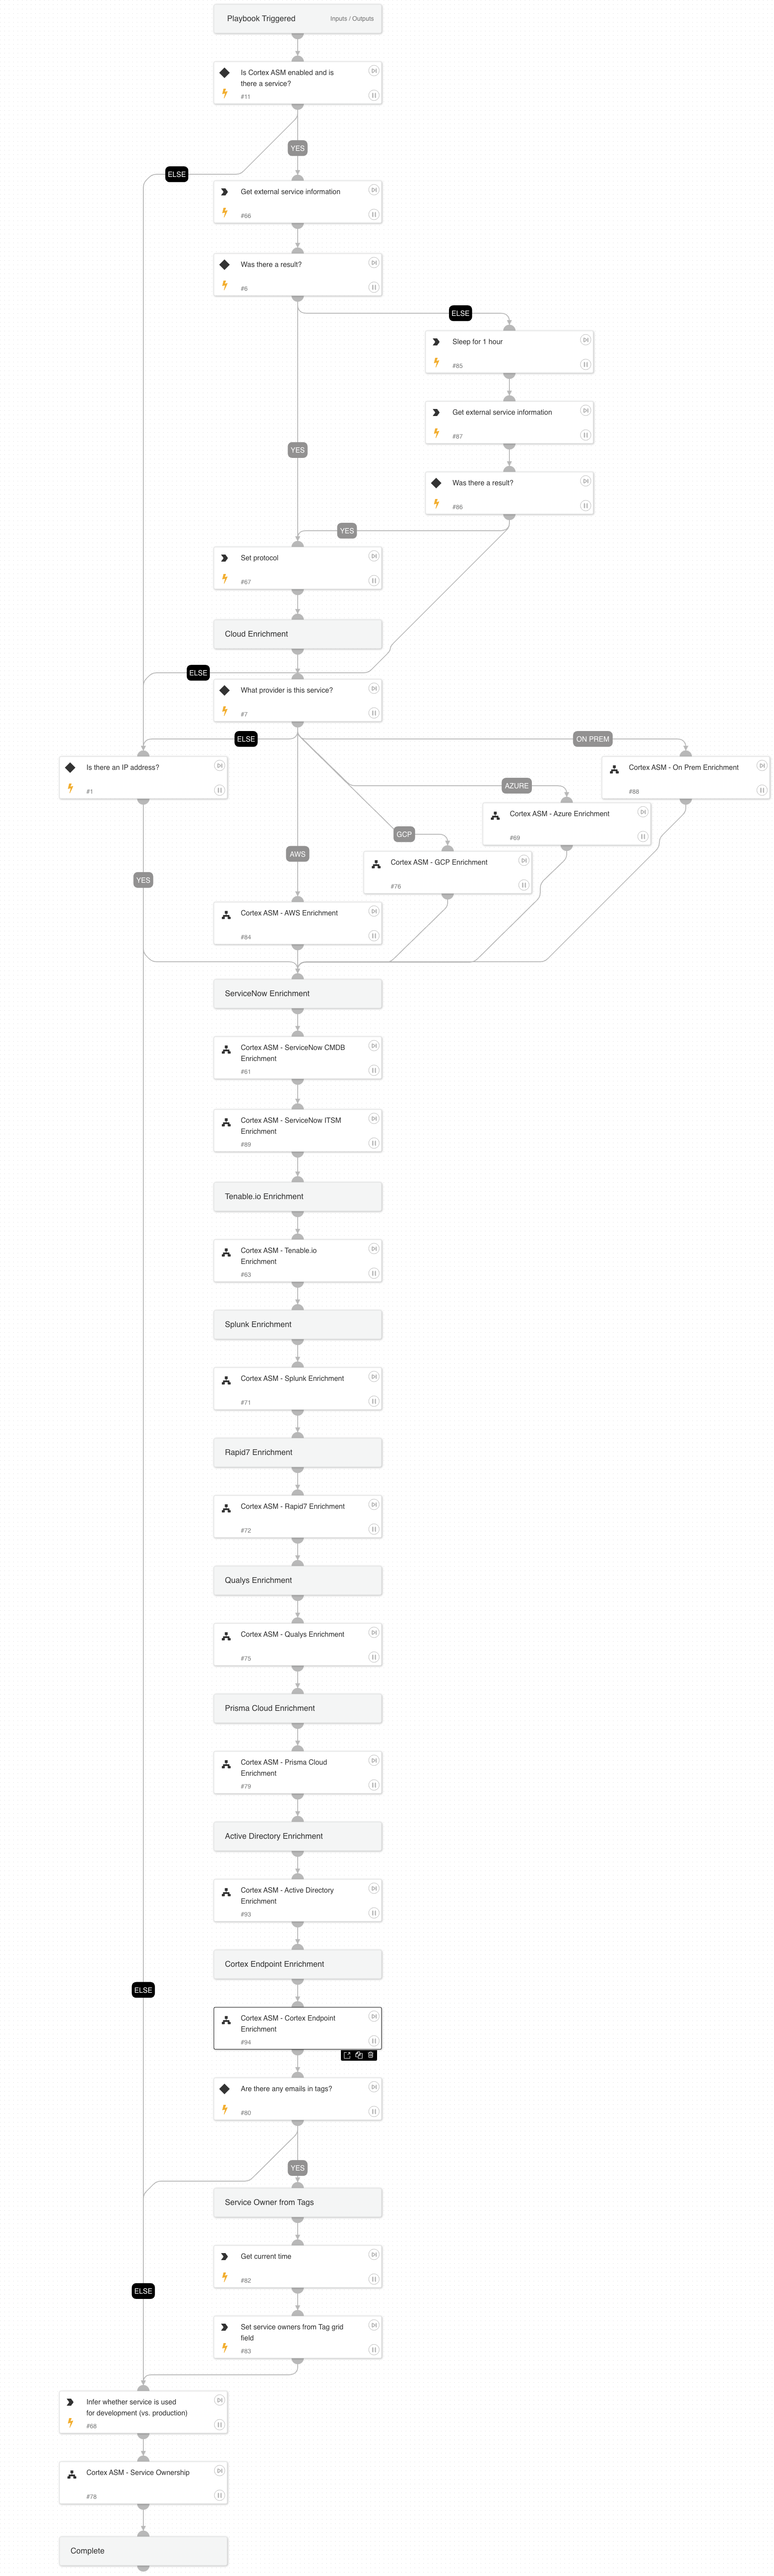 Playbook Triggered
Inputs / Outputs
Is Cortex ASM enabled and is
there a service?
#11
YES
ELSE
Get external service information
#66
Was there a result?
#6
ELSE
Sleep for 1 hour
#85
Get external service information
#87
YES
Was there a result?
#86
YES
Set protocol
#67
Cloud Enrichment
ELSE
What provider is this service?
#7
ELSE
ON PREM
Is there an IP address?
#1
Cortex ASM - On Prem Enrichment
#88
AZURE
Cortex ASM - Azure Enrichment
#69
GCP
Cortex ASM - GCP Enrichment
#76
AWS
YES
Cortex ASM - AWS Enrichment
#84
ServiceNow Enrichment
Cortex ASM - ServiceNow CMDB
Enrichment
#61
Cortex ASM - ServiceNow ITSM
Enrichment
#89
Tenable.io Enrichment
Cortex ASM - Tenable.io
Enrichment
#63
Splunk Enrichment
Cortex ASM - Splunk Enrichment
#71
Rapid7 Enrichment
Cortex ASM - Rapid7 Enrichment
#72
Qualys Enrichment
Cortex ASM - Qualys Enrichment
#75
Prisma Cloud Enrichment
Cortex ASM - Prisma Cloud
Enrichment
#79
Active Directory Enrichment
Cortex ASM - Active Directory
Enrichment
#93
Cortex Endpoint Enrichment
ELSE
Cortex ASM - Cortex Endpoint
Enrichment
#94
Are there any emails in tags?
#80
YES
Service Owner from Tags
Get current time
#82
ELSE
Set service owners from Tag grid
field
#83
Infer whether service is used
for development (vs. production)
#68
Cortex ASM - Service Ownership
#78
Complete